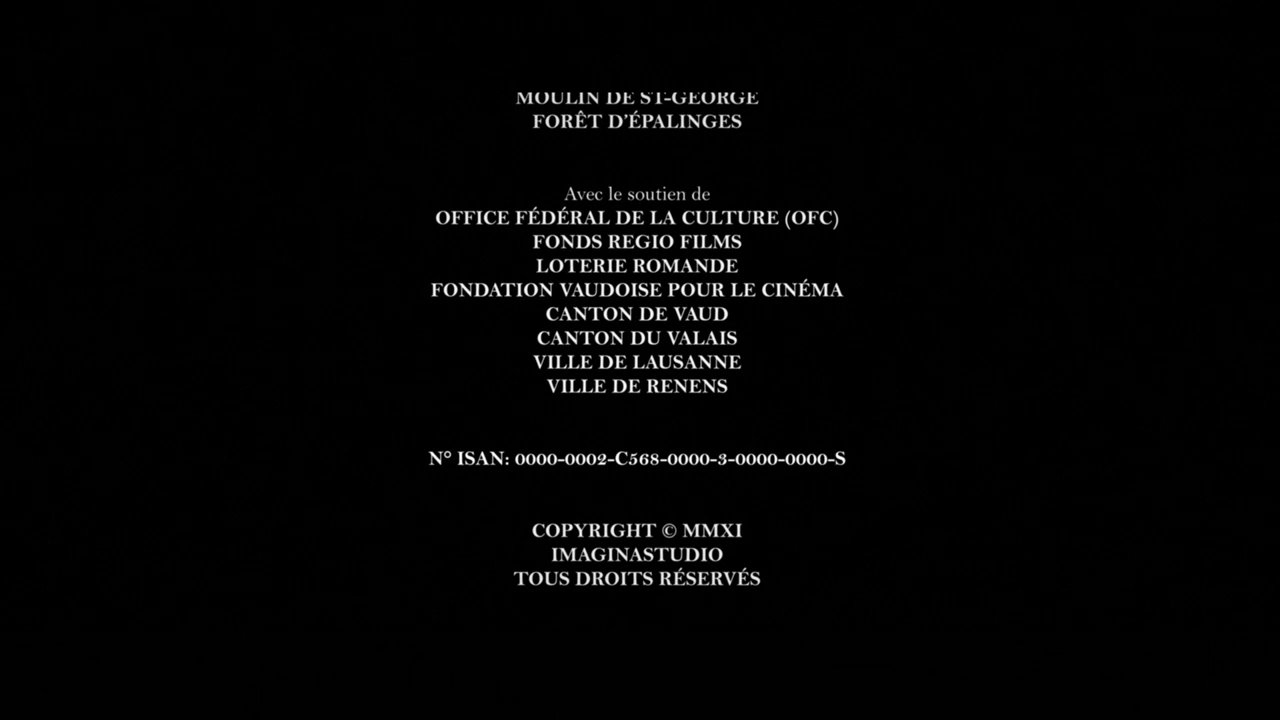 MOULIN DE ST-GEORGE
FORÊT D'ÉPALINGES
Avec le soutien de
OFFICE FÉDÉRAL DE LA CULTURE (OFC)
FONDS REGIO FILMS
LOTERIE ROMANDE
FONDATION VAUDOISE POUR LE CINÉMA
CANTON DE VAUD
CANTON DU VALAIS
VILLE DE LAUSANNE
VILLE DE RENENS
N° ISAN: 0000-0002-C568-0000-3-0000-0000-S
COPYRIGHT © MMXI
IMAGINASTUDIO
TOUS DROITS RÉSERVÉS